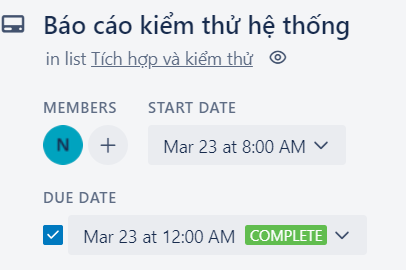 Báo cáo kiểm thử hệ thống
in list Tích hợp và kiểm thử
MEMBERS START DATE
N + Mar 23 at 8:00 AM
DUE DATE
Mar 23 at 12:00 AM COMPLETE